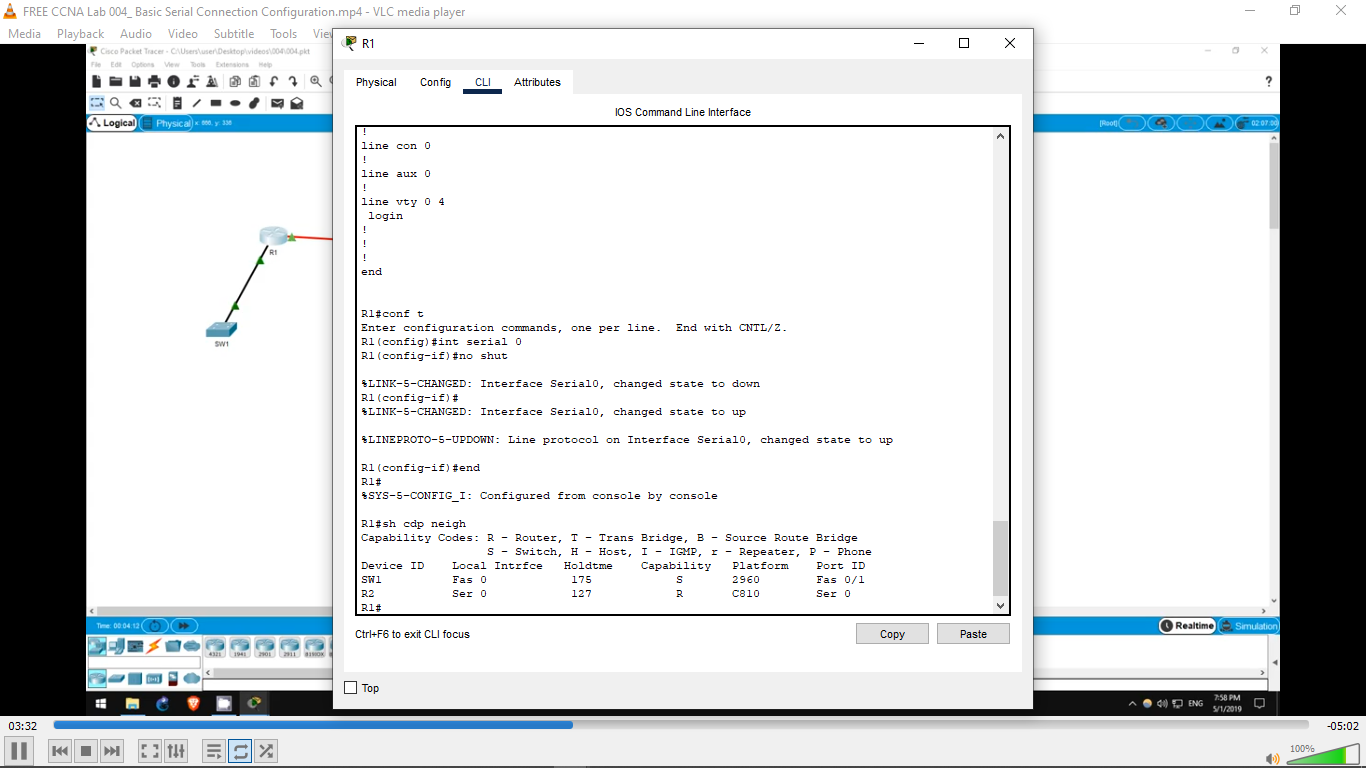 FREE CCNA Lab 004_ Basic Serial Connection Configuration.mp4 - VLC media player
Media Playback Audio Video Subtitle Tools Vie
Cisco Packet Tracer - C:\Users\user\Desktop\videos\004\004.pkt
File Edit Options View Tools Extensions Help
?
Logical Physical x: 666, y: 336 [Root] 02:07:00
R1
SW1
R1
Physical Config CLI Attributes
IOS Command Line Interface
!
line con 0
!
line aux 0
!
line vty 0 4
login
!
!
!
end
R1#conf t
Enter configuration commands, one per line. End with CNTL/Z.
R1(config)#int serial 0
R1(config-if)#no shut
%LINK-5-CHANGED: Interface Serial0, changed state to down
R1(config-if)#
%LINK-5-CHANGED: Interface Serial0, changed state to up
%LINEPROTO-5-UPDOWN: Line protocol on Interface Serial0, changed state to up
R1(config-if)#end
R1#
%SYS-5-CONFIG_I: Configured from console by console
R1#sh cdp neigh
Capability Codes: R - Router, T - Trans Bridge, B - Source Route Bridge
S - Switch, H - Host, I - IGMP, r - Repeater, P - Phone
Device ID Local Intrfce Holdtme Capability Platform Port ID
SW1 Fas 0 175 S 2960 Fas 0/1
R2 Ser 0 127 R C810 Ser 0
R1#
Ctrl+F6 to exit CLI focus
Copy Paste
Top
Time: 00:04:12
Realtime Simulation
4321 1941 2901 2911 819IOX
ENG
7:58 PM
5/1/2019
03:32 -05:02
100%